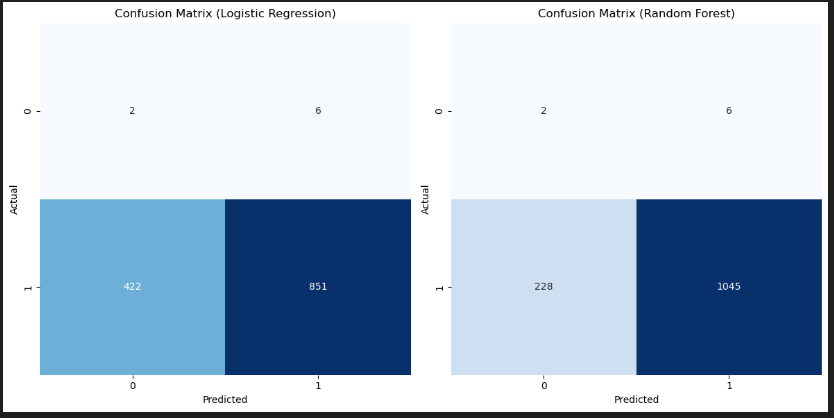 Confusion Matrix (Logistic Regression)
Actual
0
2
6
1
422
851
0
1
Predicted
Confusion Matrix (Random Forest)
Actual
0
2
6
1
228
1045
0
1
Predicted